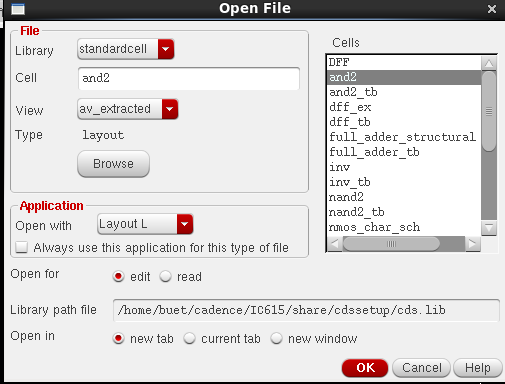 Open File
File
Library standardcell
Cell and2
View av_extracted
Type layout
Browse
Application
Open with Layout L
Always use this application for this type of file
Cells
DFF
and2
and2_tb
dff_ex
dff_tb
full_adder_structural
full_adder_tb
inv
inv_tb
nand2
nand2_tb
nmos_char_sch
Open for edit read
Library path file /home/buet/cadence/IC615/share/cdssetup/cds.lib
Open in new tab current tab new window
OK Cancel Help